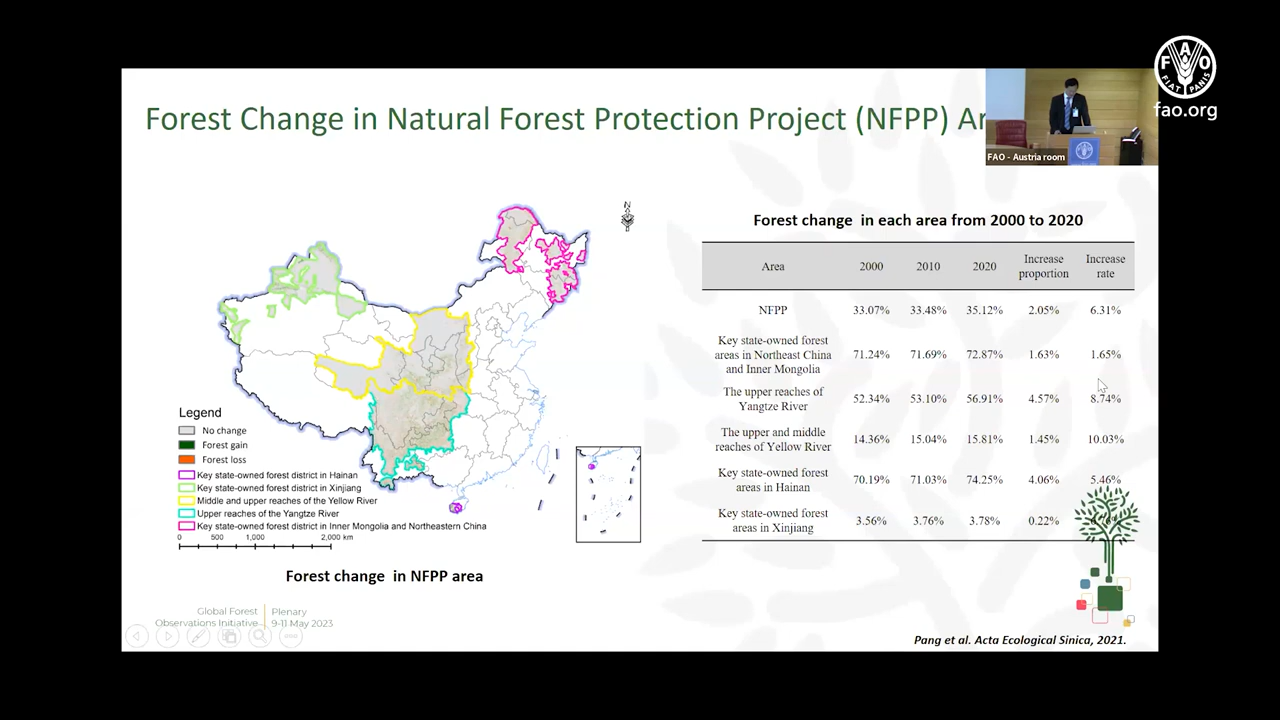 FAO
FIAT PANIS
fao.org
Forest Change in Natural Forest Protection Project (NFPP)
FAO - Austria room
N
Legend
No change
Forest gain
Forest loss
Key state-owned forest district in Hainan
Key state-owned forest district in Xinjiang
Middle and upper reaches of the Yellow River
Upper reaches of the Yangtze River
Key state-owned forest district in Inner Mongolia and Northeastern China
0 500 1,000 2,000 km
Forest change in NFPP area
Forest change in each area from 2000 to 2020
Area 2000 2010 2020 Increase proportion Increase rate
NFPP 33.07% 33.48% 35.12% 2.05% 6.31%
Key state-owned forest areas in Northeast China and Inner Mongolia 71.24% 71.69% 72.87% 1.63% 1.65%
The upper reaches of Yangtze River 52.34% 53.10% 56.91% 4.57% 8.74%
The upper and middle reaches of Yellow River 14.36% 15.04% 15.81% 1.45% 10.03%
Key state-owned forest areas in Hainan 70.19% 71.03% 74.25% 4.06% 5.46%
Key state-owned forest areas in Xinjiang 3.56% 3.76% 3.78% 0.22%
Global Forest Observations Initiative
Plenary
9-11 May 2023
Pang et al. Acta Ecological Sinica, 2021.